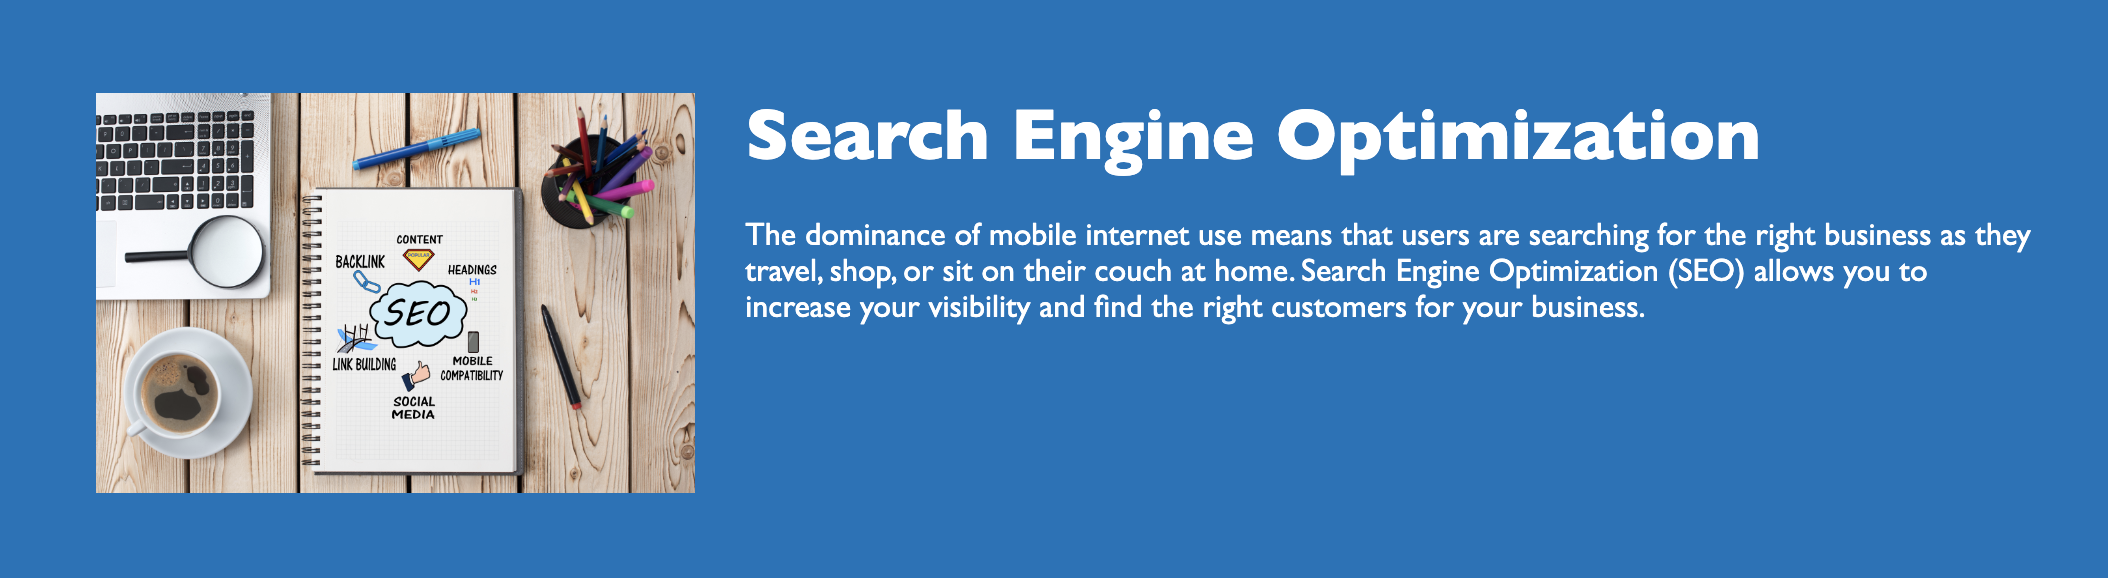 Search Engine Optimization
The dominance of mobile internet use means that users are searching for the right business as they
travel, shop, or sit on their couch at home. Search Engine Optimization (SEO) allows you to
increase your visibility and find the right customers for your business.
CONTENT
POPULAR
BACKLINK
HEADINGS
H1
H2
H3
SEO
LINK BUILDING
MOBILE
COMPATIBILITY
SOCIAL
MEDIA